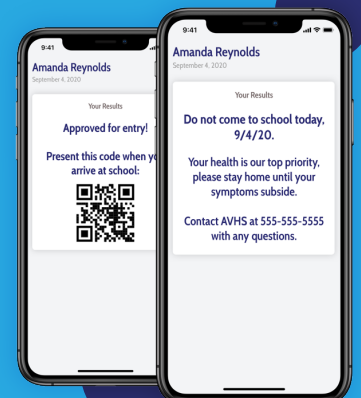 9:41
Amanda Reynolds
September 4, 2020
Your Results
Approved for entry!
Present this code when
arrive at school:
9:41
Amanda Reynolds
September 4, 2020
Your Results
Do not come to school today,
9/4/20.
Your health is our top priority,
please stay home until your
symptoms subside.
Contact AVHS at 555-555-5555
with any questions.